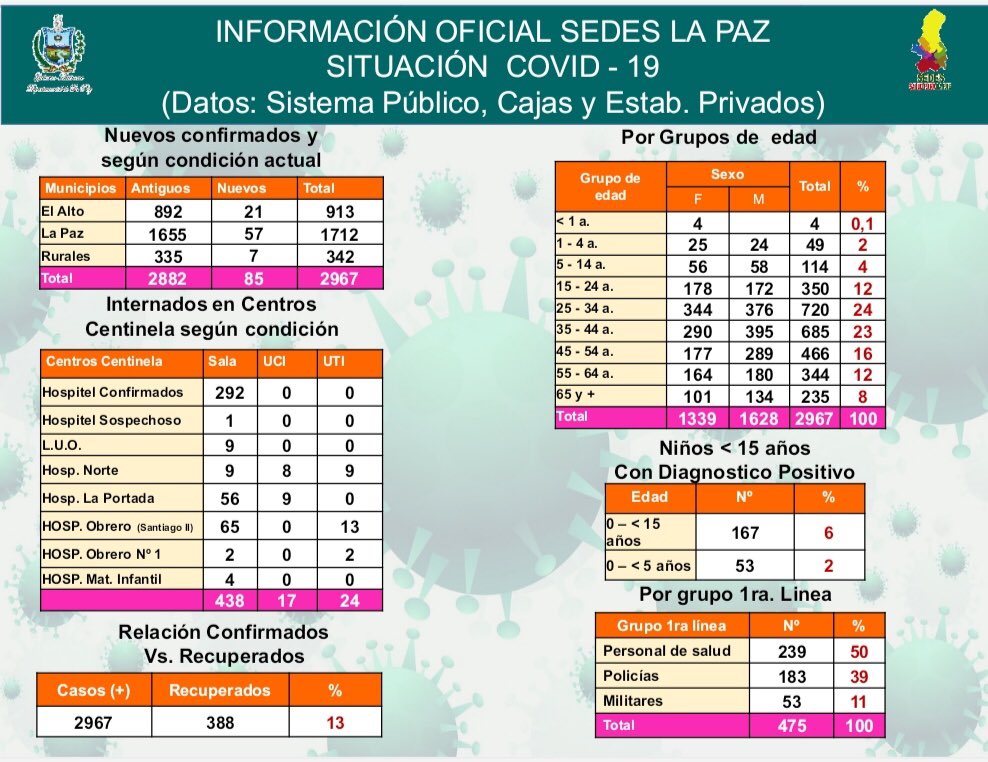 INFORMACIÓN OFICIAL SEDES LA PAZ
SITUACIÓN COVID - 19
(Datos: Sistema Público, Cajas y Estab. Privados)
SEDES
Nuevos confirmados y
según condición actual
Municipios Antiguos Nuevos Total
El Alto 892 21 913
La Paz 1655 57 1712
Rurales 335 7 342
Total 2882 85 2967
Internados en Centros
Centinela según condición
Centros Centinela Sala UCI UTI
Hospitel Confirmados 292 0 0
Hospitel Sospechoso 1 0 0
L.U.O. 9 0 0
Hosp. Norte 9 8 9
Hosp. La Portada 56 9 0
HOSP. Obrero (Santiago II) 65 0 13
HOSP. Obrero Nº 1 2 0 2
HOSP. Mat. Infantil 4 0 0
438 17 24
Relación Confirmados
Vs. Recuperados
Casos (+) Recuperados %
2967 388 13
Por Grupos de edad
Grupo de edad Sexo Total %
F M
< 1 a. 4 4 0,1
1 - 4 a. 25 24 49 2
5 - 14 a. 56 58 114 4
15 - 24 a. 178 172 350 12
25 - 34 a. 344 376 720 24
35 - 44 a. 290 395 685 23
45 - 54 a. 177 289 466 16
55 - 64 a. 164 180 344 12
65 y + 101 134 235 8
Total 1339 1628 2967 100
Niños < 15 años
Con Diagnostico Positivo
Edad Nº %
0 – < 15 años 167 6
0 – < 5 años 53 2
Por grupo 1ra. Linea
Grupo 1ra línea Nº %
Personal de salud 239 50
Policías 183 39
Militares 53 11
Total 475 100